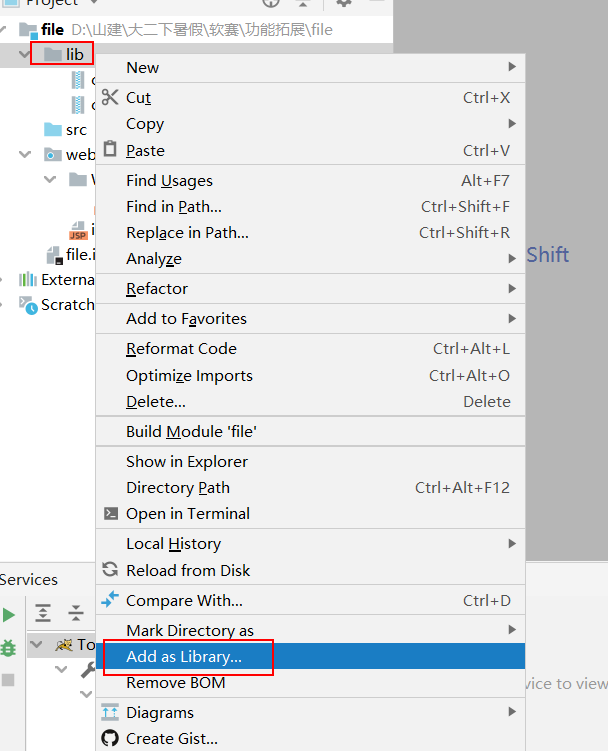 Project
file D:\山建\大二下暑假\软赛\功能拓展\file
lib
New
Cut Ctrl+X
Copy
Paste Ctrl+V
src
web
Find Usages Alt+F7
Find in Path... Ctrl+Shift+F
Replace in Path... Ctrl+Shift+R
Shift
Analyze
file.i
Externa
Refactor
Scratch
Add to Favorites
Reformat Code Ctrl+Alt+L
Optimize Imports Ctrl+Alt+O
Delete... Delete
Build Module 'file'
Show in Explorer
Directory Path Ctrl+Alt+F12
Open in Terminal
Local History
Reload from Disk
Services
Compare With... Ctrl+D
Mark Directory as
To
Add as Library...
Remove BOM
vice to view
Diagrams
Create Gist...